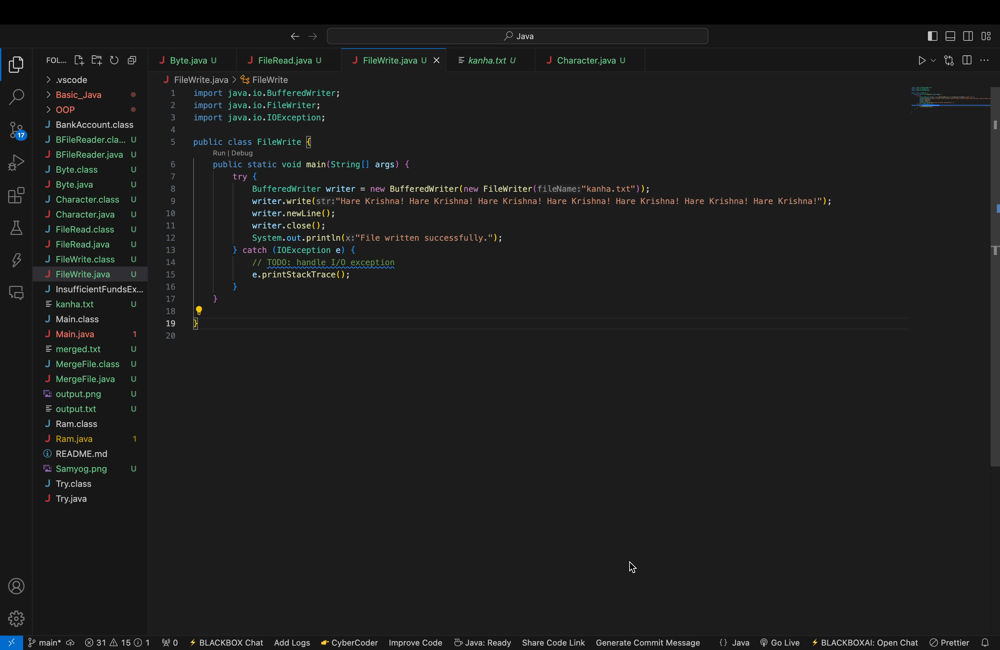 Java
FOL...
Byte.java U
FileRead.java U
FileWrite.java U
kanha.txt U
Character.java U
FileWrite.java > FileWrite
.vscode
Basic_Java
OOP
BankAccount.class
BFileReader.cla... U
BFileReader.java U
Byte.class U
Byte.java U
Character.class U
Character.java U
FileRead.class U
FileRead.java U
FileWrite.class U
FileWrite.java U
InsufficientFundsEx...
kanha.txt U
Main.class
Main.java 1
merged.txt U
MergeFile.class U
MergeFile.java U
output.png U
output.txt U
Ram.class
Ram.java 1
README.md
Samyog.png U
Try.class
Try.java
17
1 import java.io.BufferedWriter;
2 import java.io.FileWriter;
3 import java.io.IOException;
4
5 public class FileWrite {
Run | Debug
6 public static void main(String[] args) {
7 try {
8 BufferedWriter writer = new BufferedWriter(new FileWriter(fileName:"kanha.txt"));
9 writer.write(str:"Hare Krishna! Hare Krishna! Hare Krishna! Hare Krishna! Hare Krishna! Hare Krishna! Hare Krishna!");
10 writer.newLine();
11 writer.close();
12 System.out.println(x:"File written successfully.");
13 } catch (IOException e) {
14 // TODO: handle I/O exception
15 e.printStackTrace();
16 }
17 }
18
19 }
20
main* 31 15 1 0 BLACKBOX Chat Add Logs CyberCoder Improve Code Java: Ready Share Code Link Generate Commit Message {} Java Go Live BLACKBOXAI: Open Chat Prettier